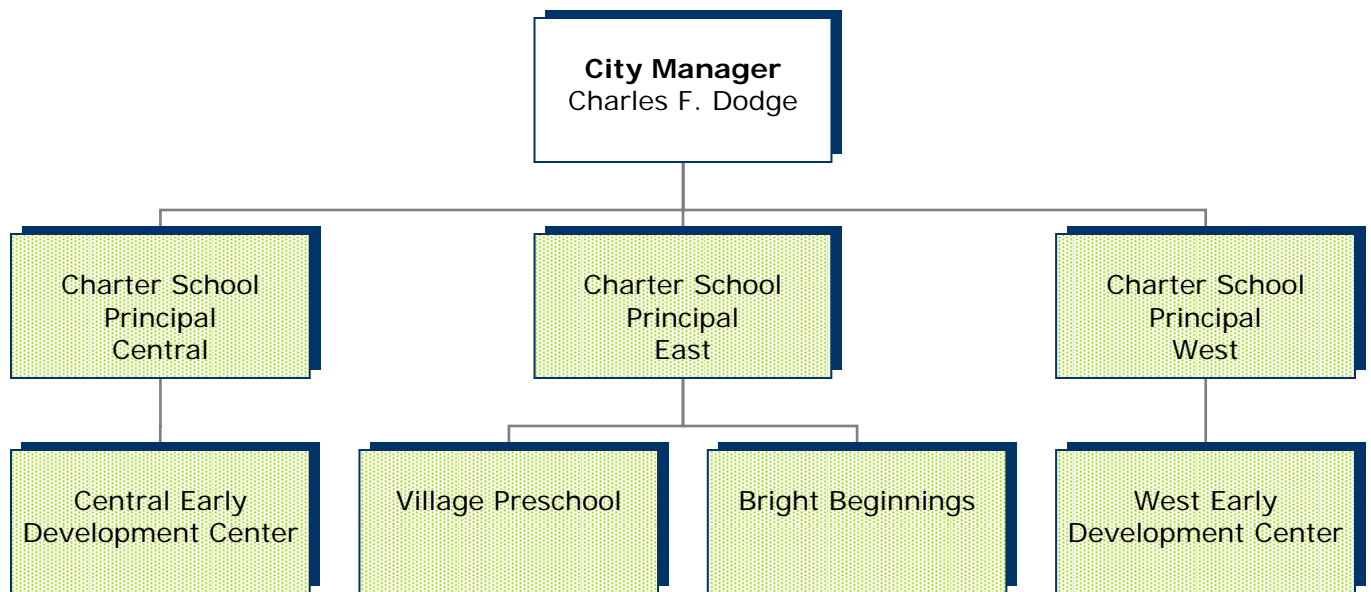 City Manager
Charles F. Dodge
Charter School
Principal
Central
Charter School
Principal
East
Charter School
Principal
West
Central Early
Development Center
Village Preschool
Bright Beginnings
West Early
Development Center